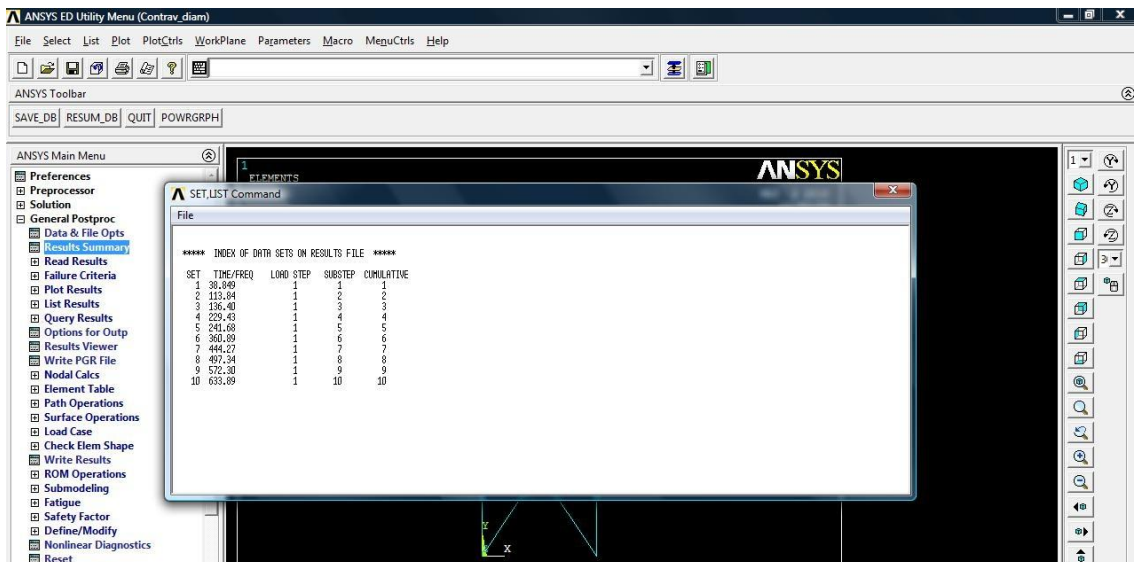 ANSYS ED Utility Menu (Contrav_diam)
File Select List Plot PlotCtrls WorkPlane Parameters Macro MenuCtrls Help
ANSYS Toolbar
SAVE_DB RESUM_DB QUIT POWRGRPH
ANSYS Main Menu
Preferences
Preprocessor
Solution
General Postproc
Data & File Opts
Results Summary
Read Results
Failure Criteria
Plot Results
List Results
Query Results
Options for Outp
Results Viewer
Write PGR File
Nodal Calcs
Element Table
Path Operations
Surface Operations
Load Case
Check Elem Shape
Write Results
ROM Operations
Submodeling
Fatigue
Safety Factor
Define/Modify
Nonlinear Diagnostics
Reset
1
ELEMENTS
ANSYS
SET,LIST Command
File
***** INDEX OF DATA SETS ON RESULTS FILE *****
SET TIME/FREQ LOAD STEP SUBSTEP CUMULATIVE
1 38.849 1 1 1
2 113.84 1 2 2
3 136.40 1 3 3
4 229.43 1 4 4
5 241.68 1 5 5
6 360.89 1 6 6
7 444.27 1 7 7
8 497.34 1 8 8
9 572.30 1 9 9
10 633.89 1 10 10
Y
X
1
3